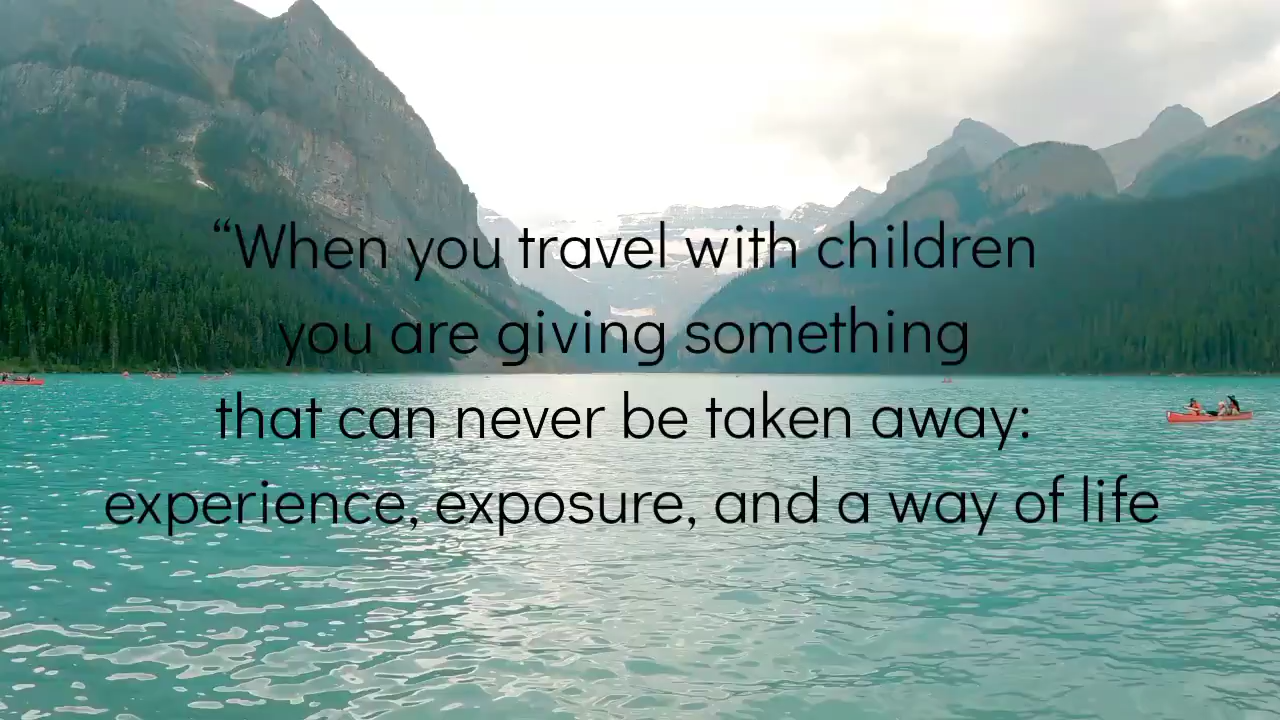 “When you travel with children
you are giving something
that can never be taken away:
experience, exposure, and a way of life